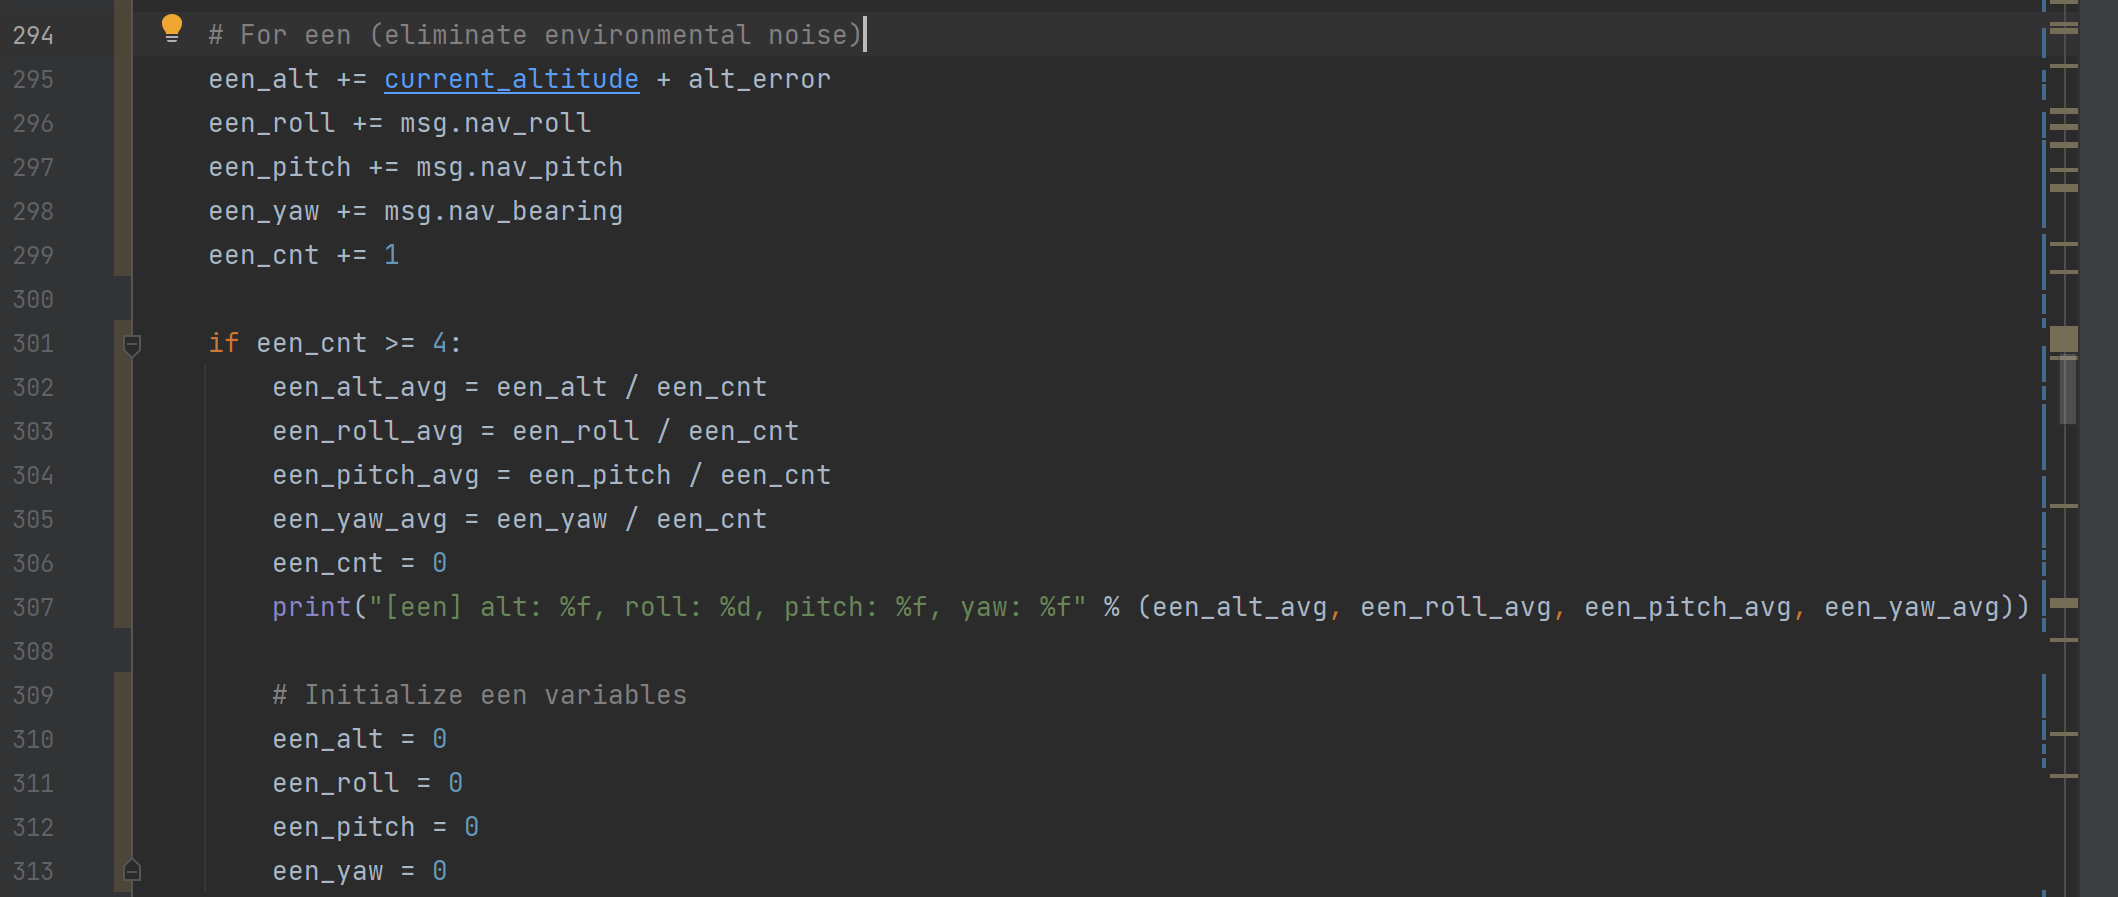 294 # For een (eliminate environmental noise)
295 een_alt += current_altitude + alt_error
296 een_roll += msg.nav_roll
297 een_pitch += msg.nav_pitch
298 een_yaw += msg.nav_bearing
299 een_cnt += 1
300
301 if een_cnt >= 4:
302 een_alt_avg = een_alt / een_cnt
303 een_roll_avg = een_roll / een_cnt
304 een_pitch_avg = een_pitch / een_cnt
305 een_yaw_avg = een_yaw / een_cnt
306 een_cnt = 0
307 print("[een] alt: %f, roll: %d, pitch: %f, yaw: %f" % (een_alt_avg, een_roll_avg, een_pitch_avg, een_yaw_avg))
308
309 # Initialize een variables
310 een_alt = 0
311 een_roll = 0
312 een_pitch = 0
313 een_yaw = 0